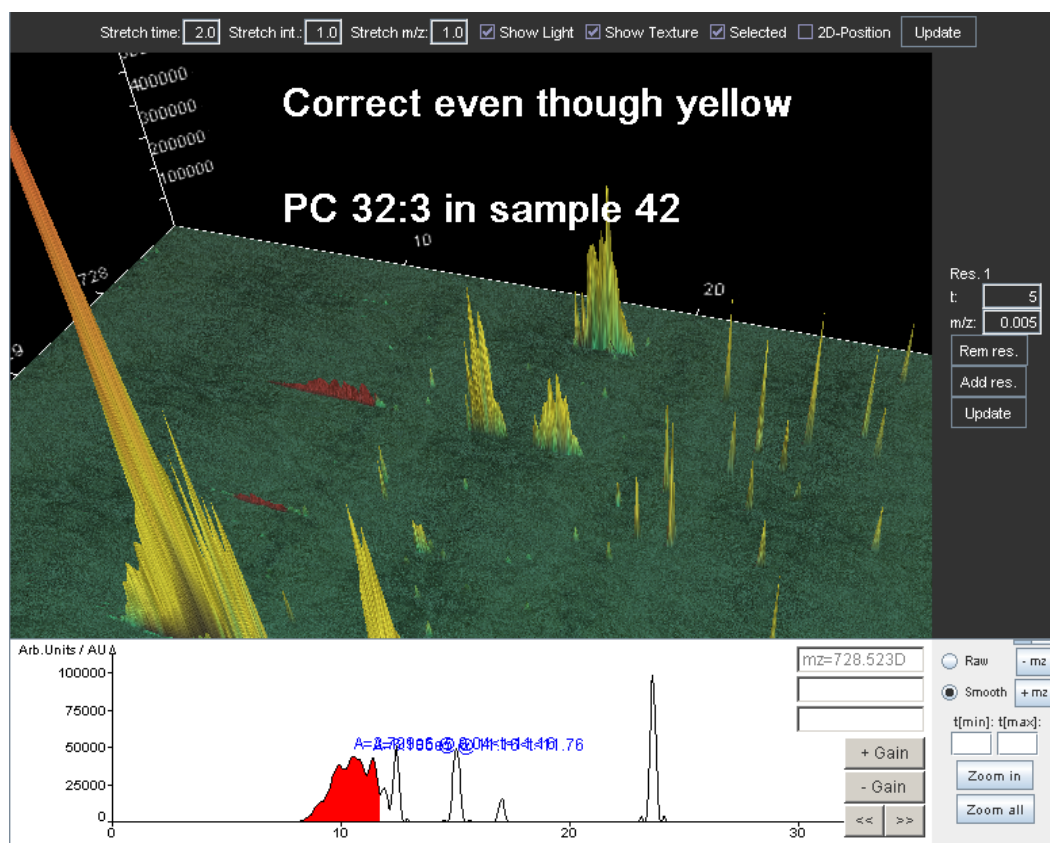 Stretch time: 2.0 Stretch int.: 1.0 Stretch m/z: 1.0 Show Light Show Texture Selected 2D-Position Update
400000
300000
200000
100000
Correct even though yellow
PC 32:3 in sample 42
10
20
728
9
Res. 1
t: 5
m/z: 0.005
Rem res.
Add res.
Update
Arb.Units / AU
100000
75000
50000
25000
0
0 10 20 30
mz=728.523D
+ Gain
- Gain
<< >>
Raw - mz
Smooth + mz
t[min]: t[max]:
Zoom in
Zoom all